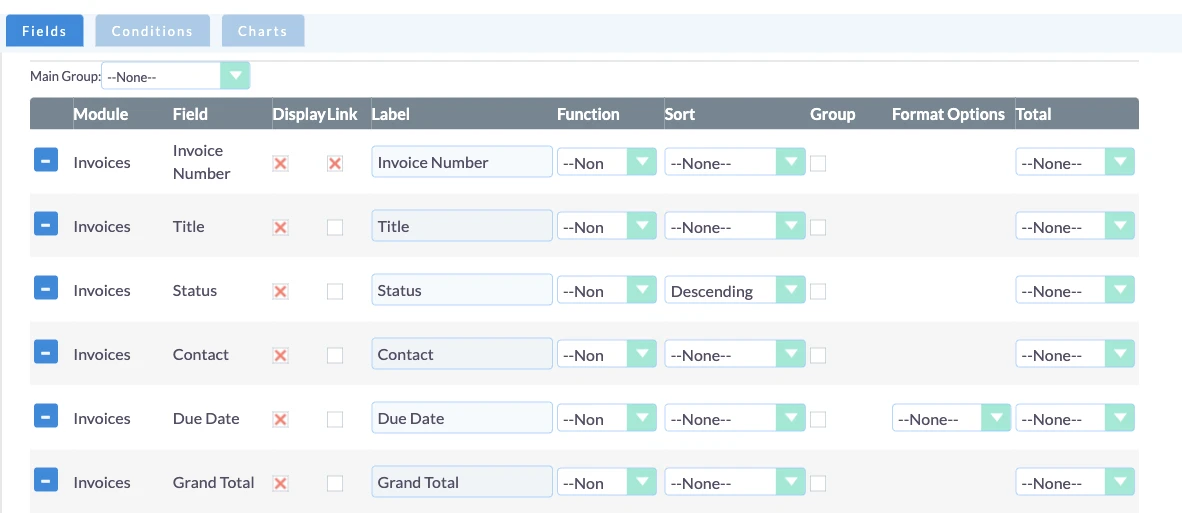 Fields Conditions Charts
Main Group: --None--
Module Field Display Link Label Function Sort Group Format Options Total
Invoices Invoice Number Invoice Number --Non --None-- --None--
Invoices Title Title --Non --None-- --None--
Invoices Status Status --Non Descending --None--
Invoices Contact Contact --Non --None-- --None--
Invoices Due Date Due Date --Non --None-- --None-- --None--
Invoices Grand Total Grand Total --Non --None-- --None--